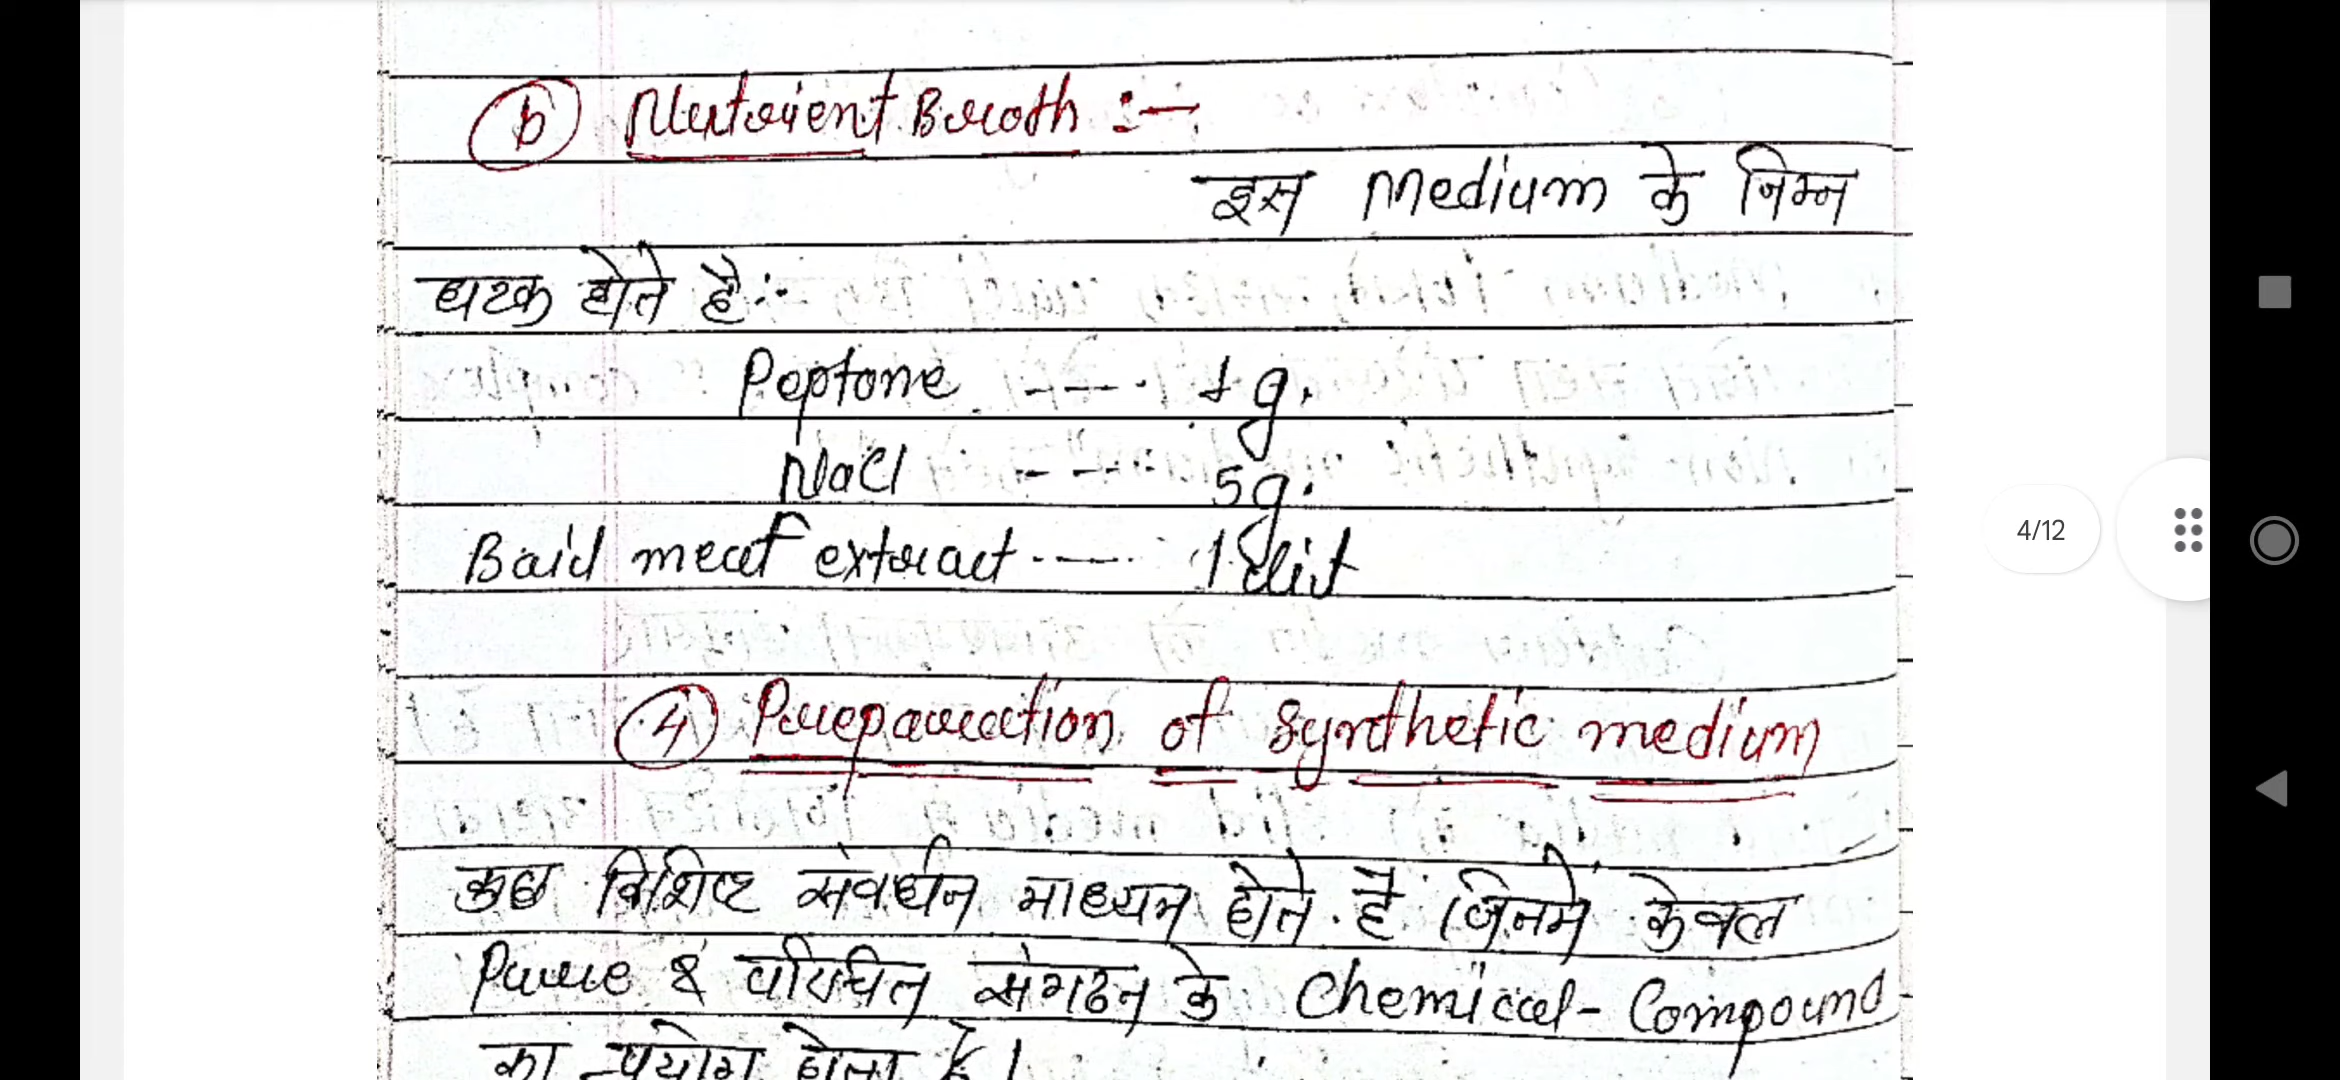 (b) Nutrient Broth :-
इस Medium के निम्न
घटक होते है:-
Peptone ---- 1 g.
NaCl ---- 5g.
Baid meat extract ---- 1 lit
4/12
(4) Preparation of Synthetic medium
कुछ विशिष्ट संवर्धन माध्यम होते है जिनमें केवल
Pure & परिचित संगठन के Chemical-Compound
का प्रयोग होता है।